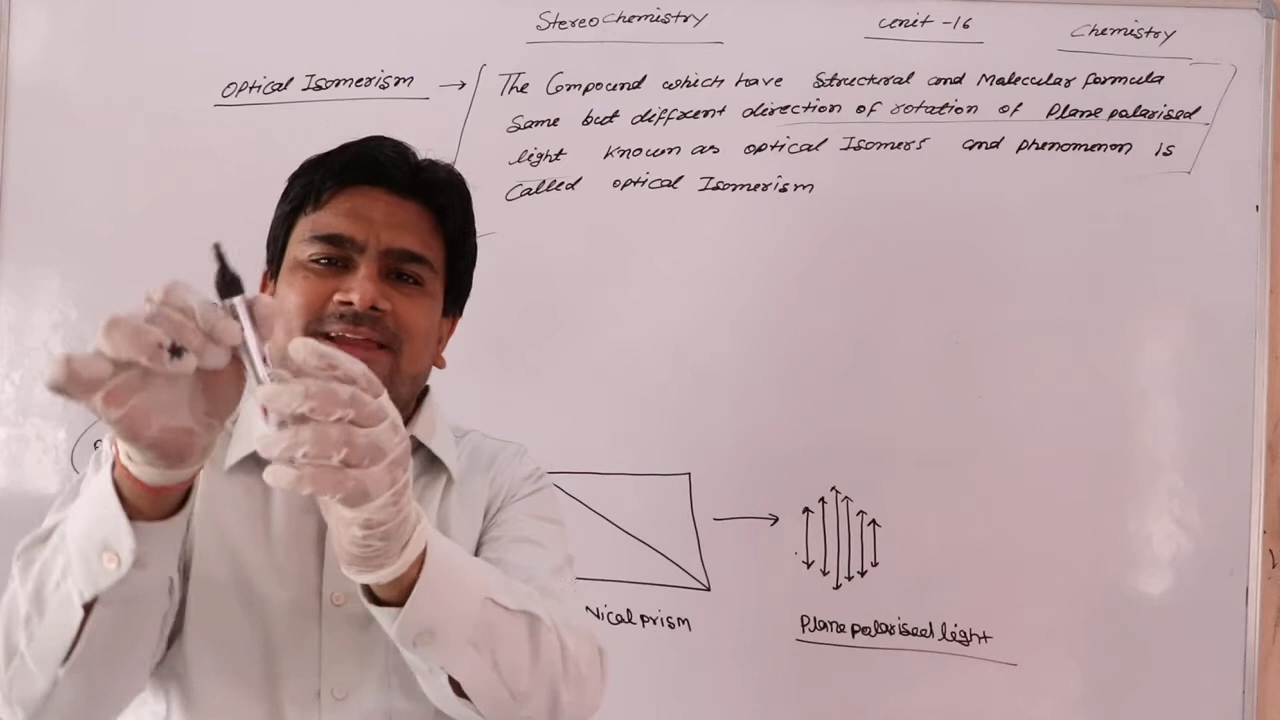 Stereochemistry Unit -16 Chemistry
Optical Isomerism → The Compound which have structural and Molecular formula
Same but different direction of rotation of Plane polarised
light Known as optical Isomers and phenomenon is
Called optical Isomerism
Nical prism
Plane polarised light